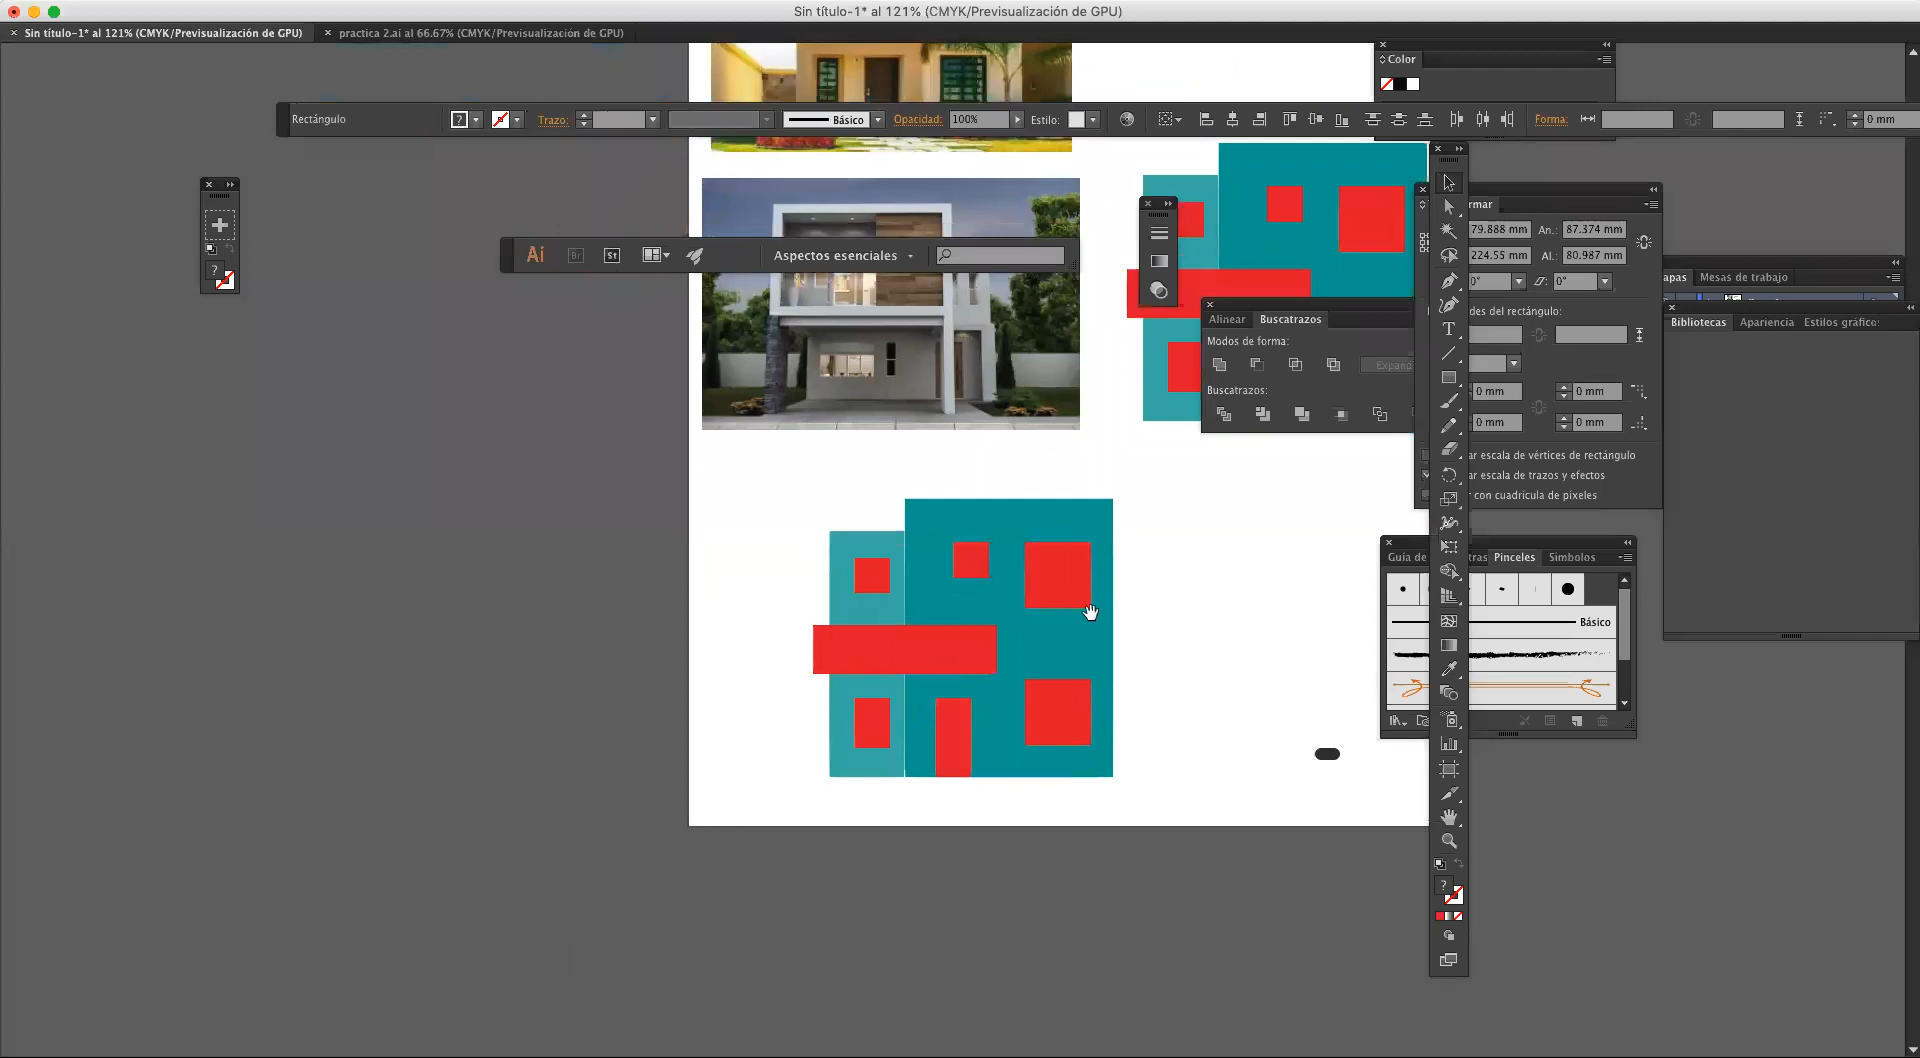 Sin título-1* al 121% (CMYK/Previsualización de GPU)
Sin título-1* al 121% (CMYK/Previsualización de GPU)
practica 2.ai al 66.67% (CMYK/Previsualización de GPU)
Color
Rectángulo
?
Trazo:
Básico
Opacidad:
100%
Estilo:
Forma:
0 mm
?
Ai
Br
St
Aspectos esenciales
rmar
79.888 mm
An.:
87.374 mm
224.55 mm
Al.:
80.987 mm
0°
0°
des del rectángulo:
0 mm
0 mm
0 mm
0 mm
ar escala de vértices de rectángulo
ar escala de trazos y efectos
r con cuadrícula de píxeles
apas
Mesas de trabajo
Bibliotecas
Apariencia
Estilos gráfico:
Alinear
Buscatrazos
Modos de forma:
Expand
Buscatrazos:
T
Guía de
tras
Pinceles
Símbolos
Básico
?